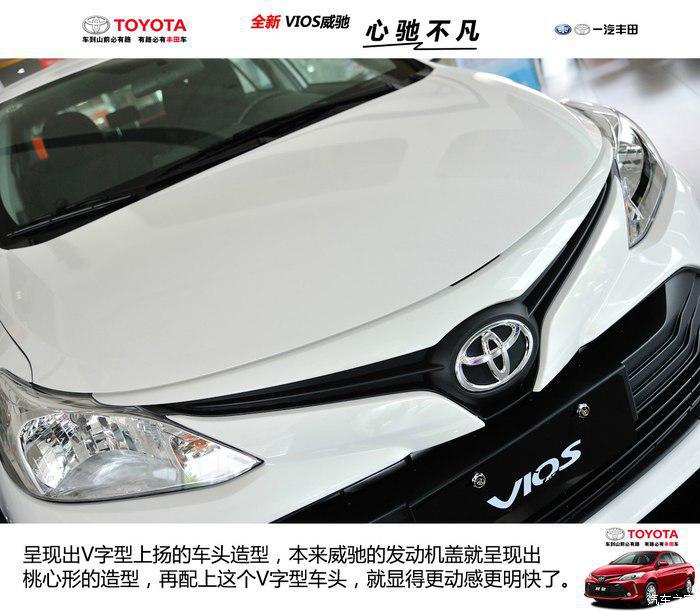 TOYOTA
车到山前必有路 有路必有丰田车
全新 VIOS威驰
心驰不凡
一汽丰田
VIOS
呈现出V字型上扬的车头造型，本来威驰的发动机盖就呈现出
桃心形的造型，再配上这个V字型车头，就显得更动感更明快了。
TOYOTA
车到山前必有路 有路必有丰田车